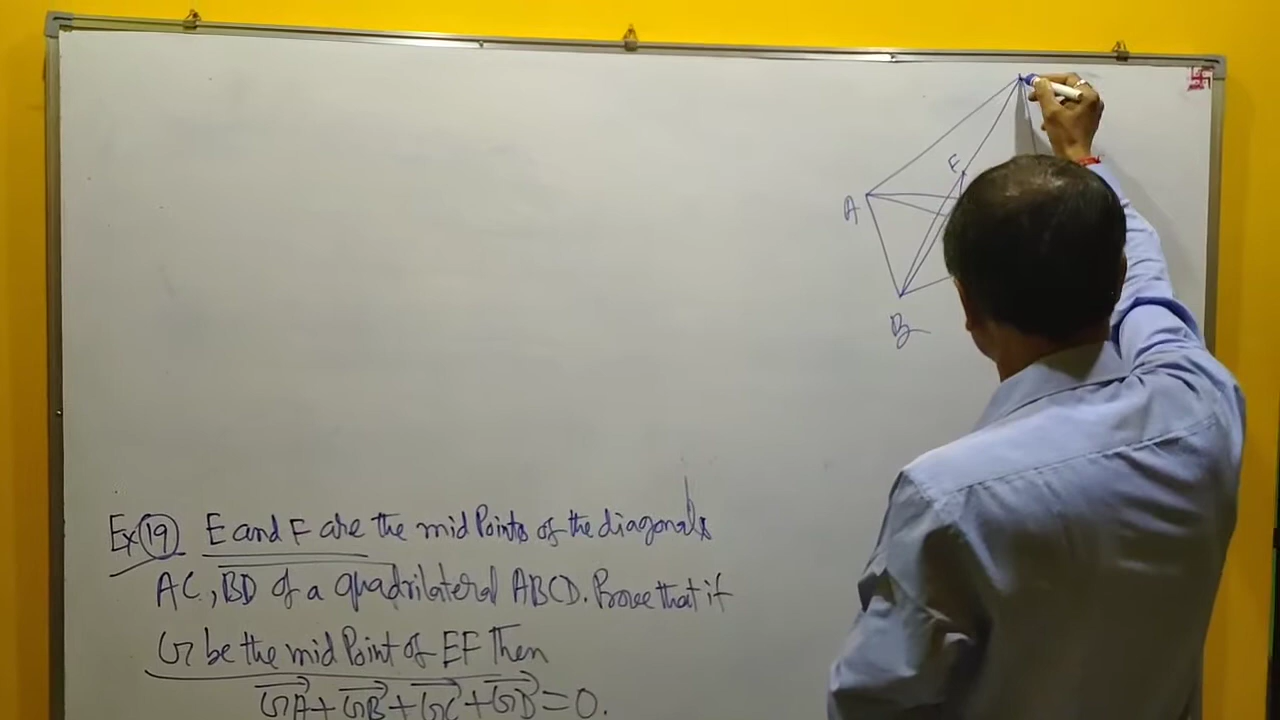 A
F
B
Ex 19 E and F are the mid Points of the diagonals
AC, BD of a quadrilateral ABCD. Prove that if
G be the mid Point of EF Then
GA+GB+GC+GD=0.